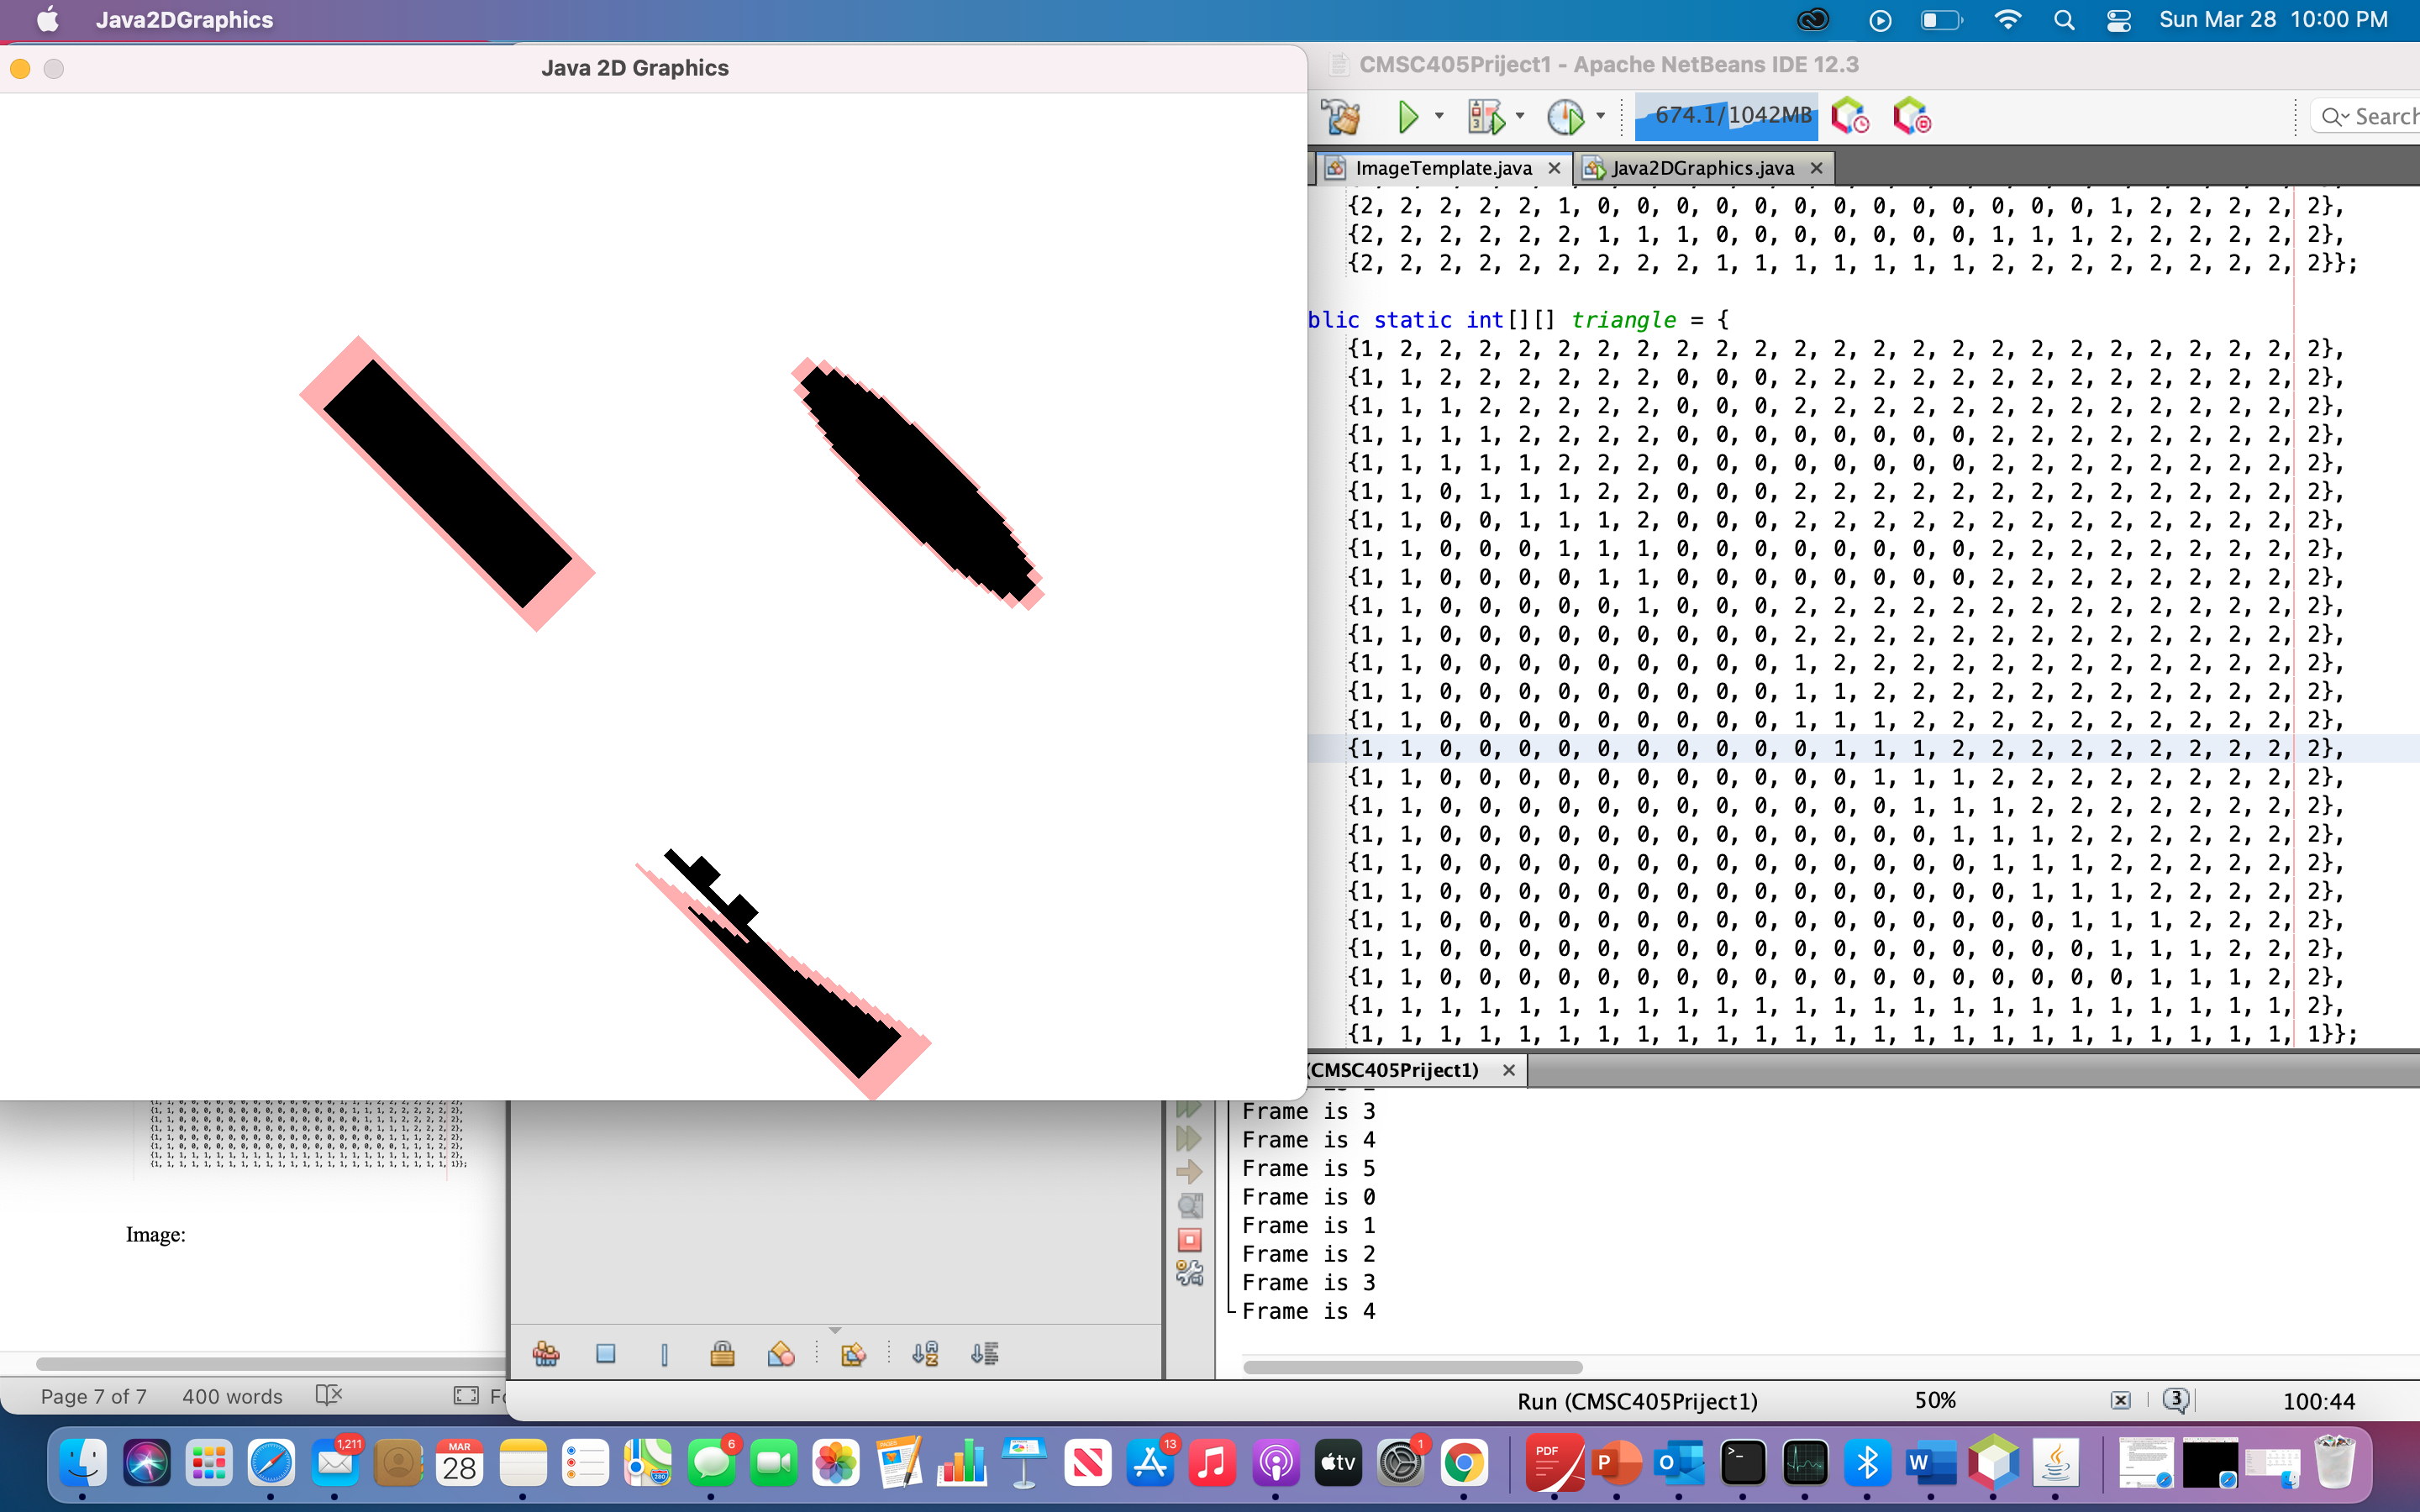 Java2DGraphics
Sun Mar 28 10:00 PM
Java 2D Graphics
CMSC405Priject1 - Apache NetBeans IDE 12.3
674.1/1042MB
Search
ImageTemplate.java
Java2DGraphics.java
{2, 2, 2, 2, 2, 1, 0, 0, 0, 0, 0, 0, 0, 0, 0, 0, 0, 0, 0, 1, 2, 2, 2, 2, 2},
{2, 2, 2, 2, 2, 2, 1, 1, 1, 0, 0, 0, 0, 0, 0, 0, 1, 1, 1, 2, 2, 2, 2, 2, 2},
{2, 2, 2, 2, 2, 2, 2, 2, 2, 1, 1, 1, 1, 1, 1, 1, 2, 2, 2, 2, 2, 2, 2, 2, 2}};
blic static int[][] triangle = {
{1, 2, 2, 2, 2, 2, 2, 2, 2, 2, 2, 2, 2, 2, 2, 2, 2, 2, 2, 2, 2, 2, 2, 2, 2},
{1, 1, 2, 2, 2, 2, 2, 2, 0, 0, 0, 2, 2, 2, 2, 2, 2, 2, 2, 2, 2, 2, 2, 2, 2},
{1, 1, 1, 2, 2, 2, 2, 2, 0, 0, 0, 2, 2, 2, 2, 2, 2, 2, 2, 2, 2, 2, 2, 2, 2},
{1, 1, 1, 1, 2, 2, 2, 2, 0, 0, 0, 0, 0, 0, 0, 0, 2, 2, 2, 2, 2, 2, 2, 2, 2},
{1, 1, 1, 1, 1, 2, 2, 2, 0, 0, 0, 0, 0, 0, 0, 0, 2, 2, 2, 2, 2, 2, 2, 2, 2},
{1, 1, 0, 1, 1, 1, 2, 2, 0, 0, 0, 2, 2, 2, 2, 2, 2, 2, 2, 2, 2, 2, 2, 2, 2},
{1, 1, 0, 0, 1, 1, 1, 2, 0, 0, 0, 2, 2, 2, 2, 2, 2, 2, 2, 2, 2, 2, 2, 2, 2},
{1, 1, 0, 0, 0, 1, 1, 1, 0, 0, 0, 0, 0, 0, 0, 0, 2, 2, 2, 2, 2, 2, 2, 2, 2},
{1, 1, 0, 0, 0, 0, 1, 1, 0, 0, 0, 0, 0, 0, 0, 0, 2, 2, 2, 2, 2, 2, 2, 2, 2},
{1, 1, 0, 0, 0, 0, 0, 1, 0, 0, 0, 2, 2, 2, 2, 2, 2, 2, 2, 2, 2, 2, 2, 2, 2},
{1, 1, 0, 0, 0, 0, 0, 0, 0, 0, 0, 2, 2, 2, 2, 2, 2, 2, 2, 2, 2, 2, 2, 2, 2},
{1, 1, 0, 0, 0, 0, 0, 0, 0, 0, 0, 1, 2, 2, 2, 2, 2, 2, 2, 2, 2, 2, 2, 2, 2},
{1, 1, 0, 0, 0, 0, 0, 0, 0, 0, 0, 1, 1, 2, 2, 2, 2, 2, 2, 2, 2, 2, 2, 2, 2},
{1, 1, 0, 0, 0, 0, 0, 0, 0, 0, 0, 1, 1, 1, 2, 2, 2, 2, 2, 2, 2, 2, 2, 2, 2},
{1, 1, 0, 0, 0, 0, 0, 0, 0, 0, 0, 0, 1, 1, 1, 2, 2, 2, 2, 2, 2, 2, 2, 2, 2},
{1, 1, 0, 0, 0, 0, 0, 0, 0, 0, 0, 0, 0, 1, 1, 1, 2, 2, 2, 2, 2, 2, 2, 2, 2},
{1, 1, 0, 0, 0, 0, 0, 0, 0, 0, 0, 0, 0, 0, 1, 1, 1, 2, 2, 2, 2, 2, 2, 2, 2},
{1, 1, 0, 0, 0, 0, 0, 0, 0, 0, 0, 0, 0, 0, 0, 1, 1, 1, 2, 2, 2, 2, 2, 2, 2},
{1, 1, 0, 0, 0, 0, 0, 0, 0, 0, 0, 0, 0, 0, 0, 0, 1, 1, 1, 2, 2, 2, 2, 2, 2},
{1, 1, 0, 0, 0, 0, 0, 0, 0, 0, 0, 0, 0, 0, 0, 0, 0, 1, 1, 1, 2, 2, 2, 2, 2},
{1, 1, 0, 0, 0, 0, 0, 0, 0, 0, 0, 0, 0, 0, 0, 0, 0, 0, 1, 1, 1, 2, 2, 2, 2},
{1, 1, 0, 0, 0, 0, 0, 0, 0, 0, 0, 0, 0, 0, 0, 0, 0, 0, 0, 1, 1, 1, 2, 2, 2},
{1, 1, 0, 0, 0, 0, 0, 0, 0, 0, 0, 0, 0, 0, 0, 0, 0, 0, 0, 0, 1, 1, 1, 2, 2},
{1, 1, 1, 1, 1, 1, 1, 1, 1, 1, 1, 1, 1, 1, 1, 1, 1, 1, 1, 1, 1, 1, 1, 1, 2},
{1, 1, 1, 1, 1, 1, 1, 1, 1, 1, 1, 1, 1, 1, 1, 1, 1, 1, 1, 1, 1, 1, 1, 1, 1}};
(CMSC405Priject1)
Frame is 3
Frame is 4
Frame is 5
Frame is 0
Frame is 1
Frame is 2
Frame is 3
Frame is 4
Image:
Page 7 of 7
400 words
Run (CMSC405Priject1)
50%
3
100:44
1,211
MAR
28
280
6
13
tv
1
PDF
P
O
W